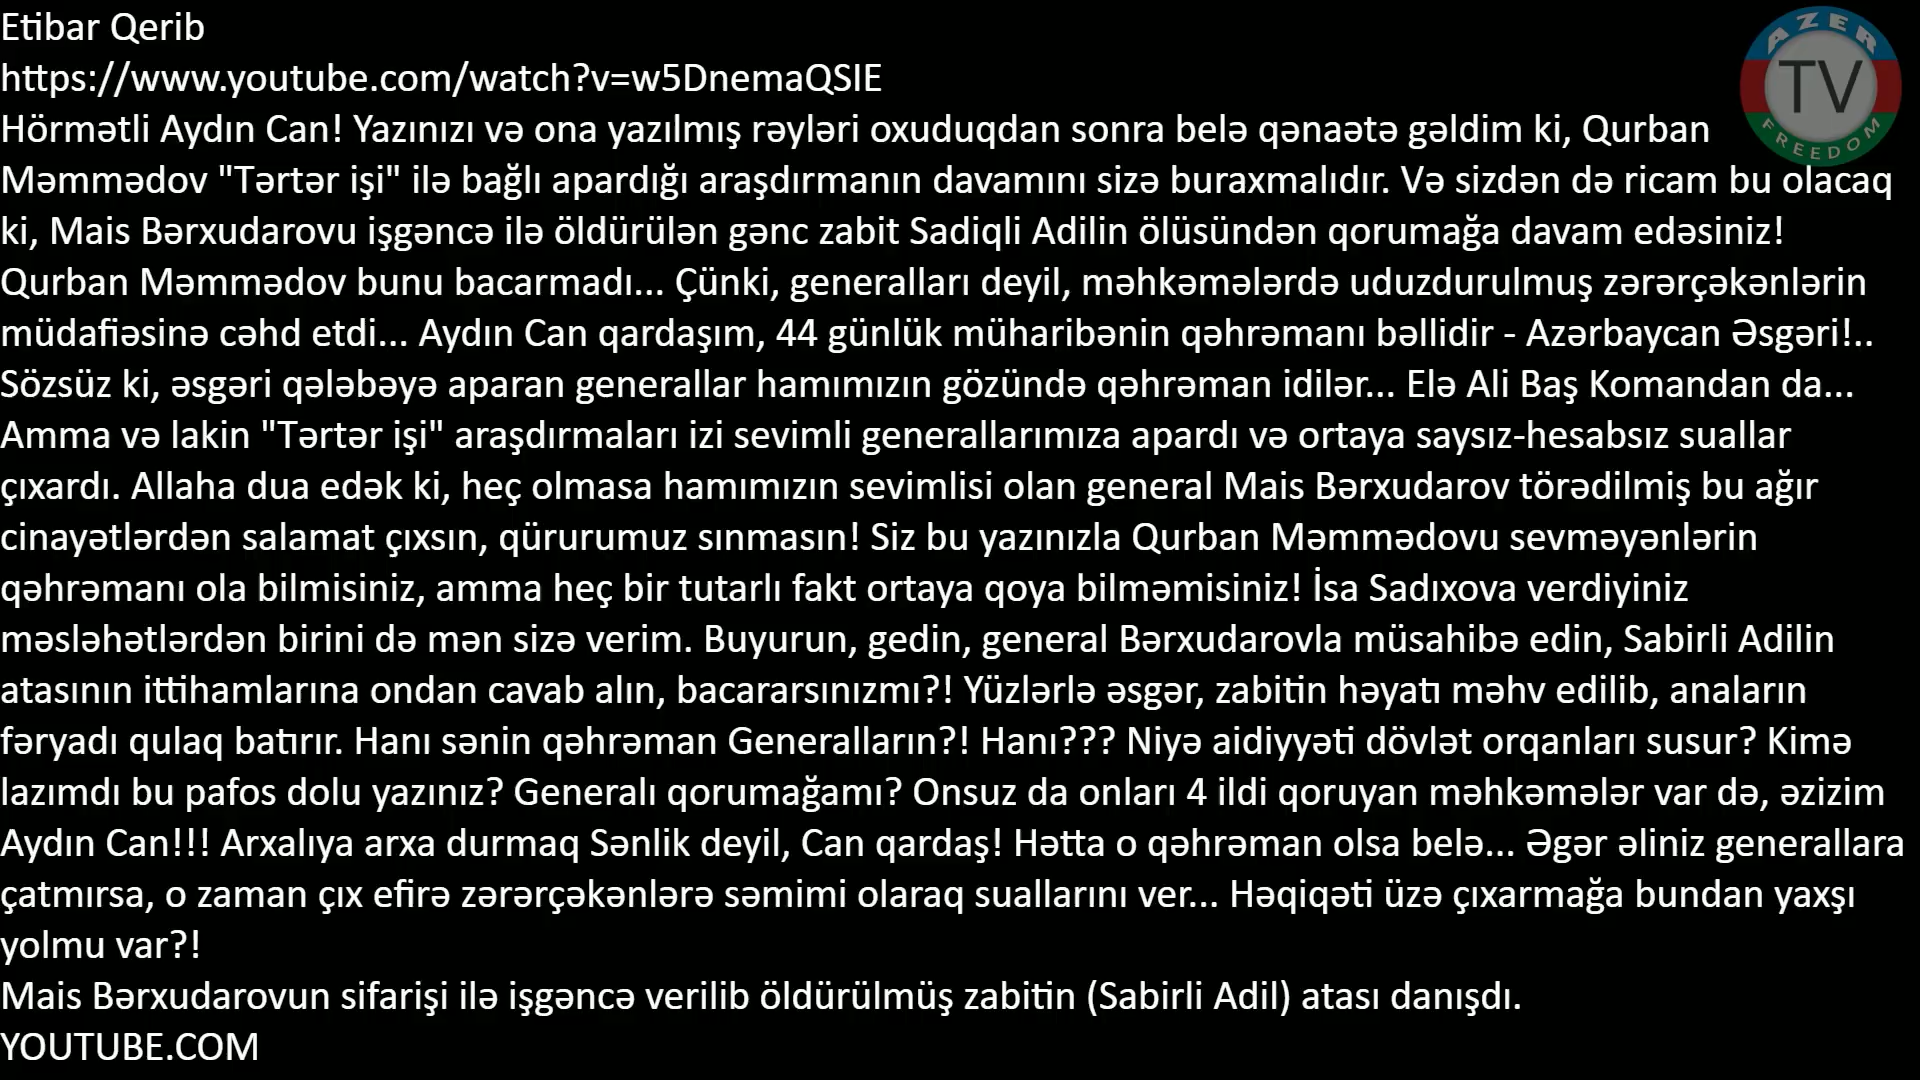 Etibar Qerib
https://www.youtube.com/watch?v=w5DnemaQSIE
Hörmətli Aydın Can! Yazınızı və ona yazılmış rəyləri oxuduqdan sonra belə qənaətə gəldim ki, Qurban
Məmmədov "Tərtər işi" ilə bağlı apardığı araşdırmanın davamını sizə buraxmalıdır. Və sizdən də ricam bu olacaq
ki, Mais Bərxudarovu işgəncə ilə öldürülən gənc zabit Sadiqli Adilin ölüsündən qorumağa davam edəsiniz!
Qurban Məmmədov bunu bacarmadı... Çünki, generalları deyil, məhkəmələrdə uduzdurulmuş zərərçəkənlərin
müdafiəsinə cəhd etdi... Aydın Can qardaşım, 44 günlük müharibənin qəhrəmanı bəllidir - Azərbaycan Əsgəri!..
Sözsüz ki, əsgəri qələbəyə aparan generallar hamımızın gözündə qəhrəman idilər... Elə Ali Baş Komandan da...
Amma və lakin "Tərtər işi" araşdırmaları izi sevimli generallarımıza apardı və ortaya saysız-hesabsız suallar
çıxardı. Allaha dua edək ki, heç olmasa hamımızın sevimlisi olan general Mais Bərxudarov törədilmiş bu ağır
cinayətlərdən salamat çıxsın, qürurumuz sınmasın! Siz bu yazınızla Qurban Məmmədovu sevməyənlərin
qəhrəmanı ola bilmisiniz, amma heç bir tutarlı fakt ortaya qoya bilməmisiniz! İsa Sadıxova verdiyiniz
məsləhətlərdən birini də mən sizə verim. Buyurun, gedin, general Bərxudarovla müsahibə edin, Sabirli Adilin
atasının ittihamlarına ondan cavab alın, bacararsınızmı?! Yüzlərlə əsgər, zabitin həyatı məhv edilib, anaların
fəryadı qulaq batırır. Hanı sənin qəhrəman Generalların?! Hanı??? Niyə aidiyyəti dövlət orqanları susur? Kimə
lazımdı bu pafos dolu yazınız? Generalı qorumağamı? Onsuz da onları 4 ildi qoruyan məhkəmələr var də, əzizim
Aydın Can!!! Arxalıya arxa durmaq Sənlik deyil, Can qardaş! Hətta o qəhrəman olsa belə... Əgər əliniz generallara
çatmırsa, o zaman çıx efirə zərərçəkənlərə səmimi olaraq suallarını ver... Həqiqəti üzə çıxarmağa bundan yaxşı
yolmu var?!
Mais Bərxudarovun sifarişi ilə işgəncə verilib öldürülmüş zabitin (Sabirli Adil) atası danışdı.
YOUTUBE.COM
AZER
TV
FREEDOM